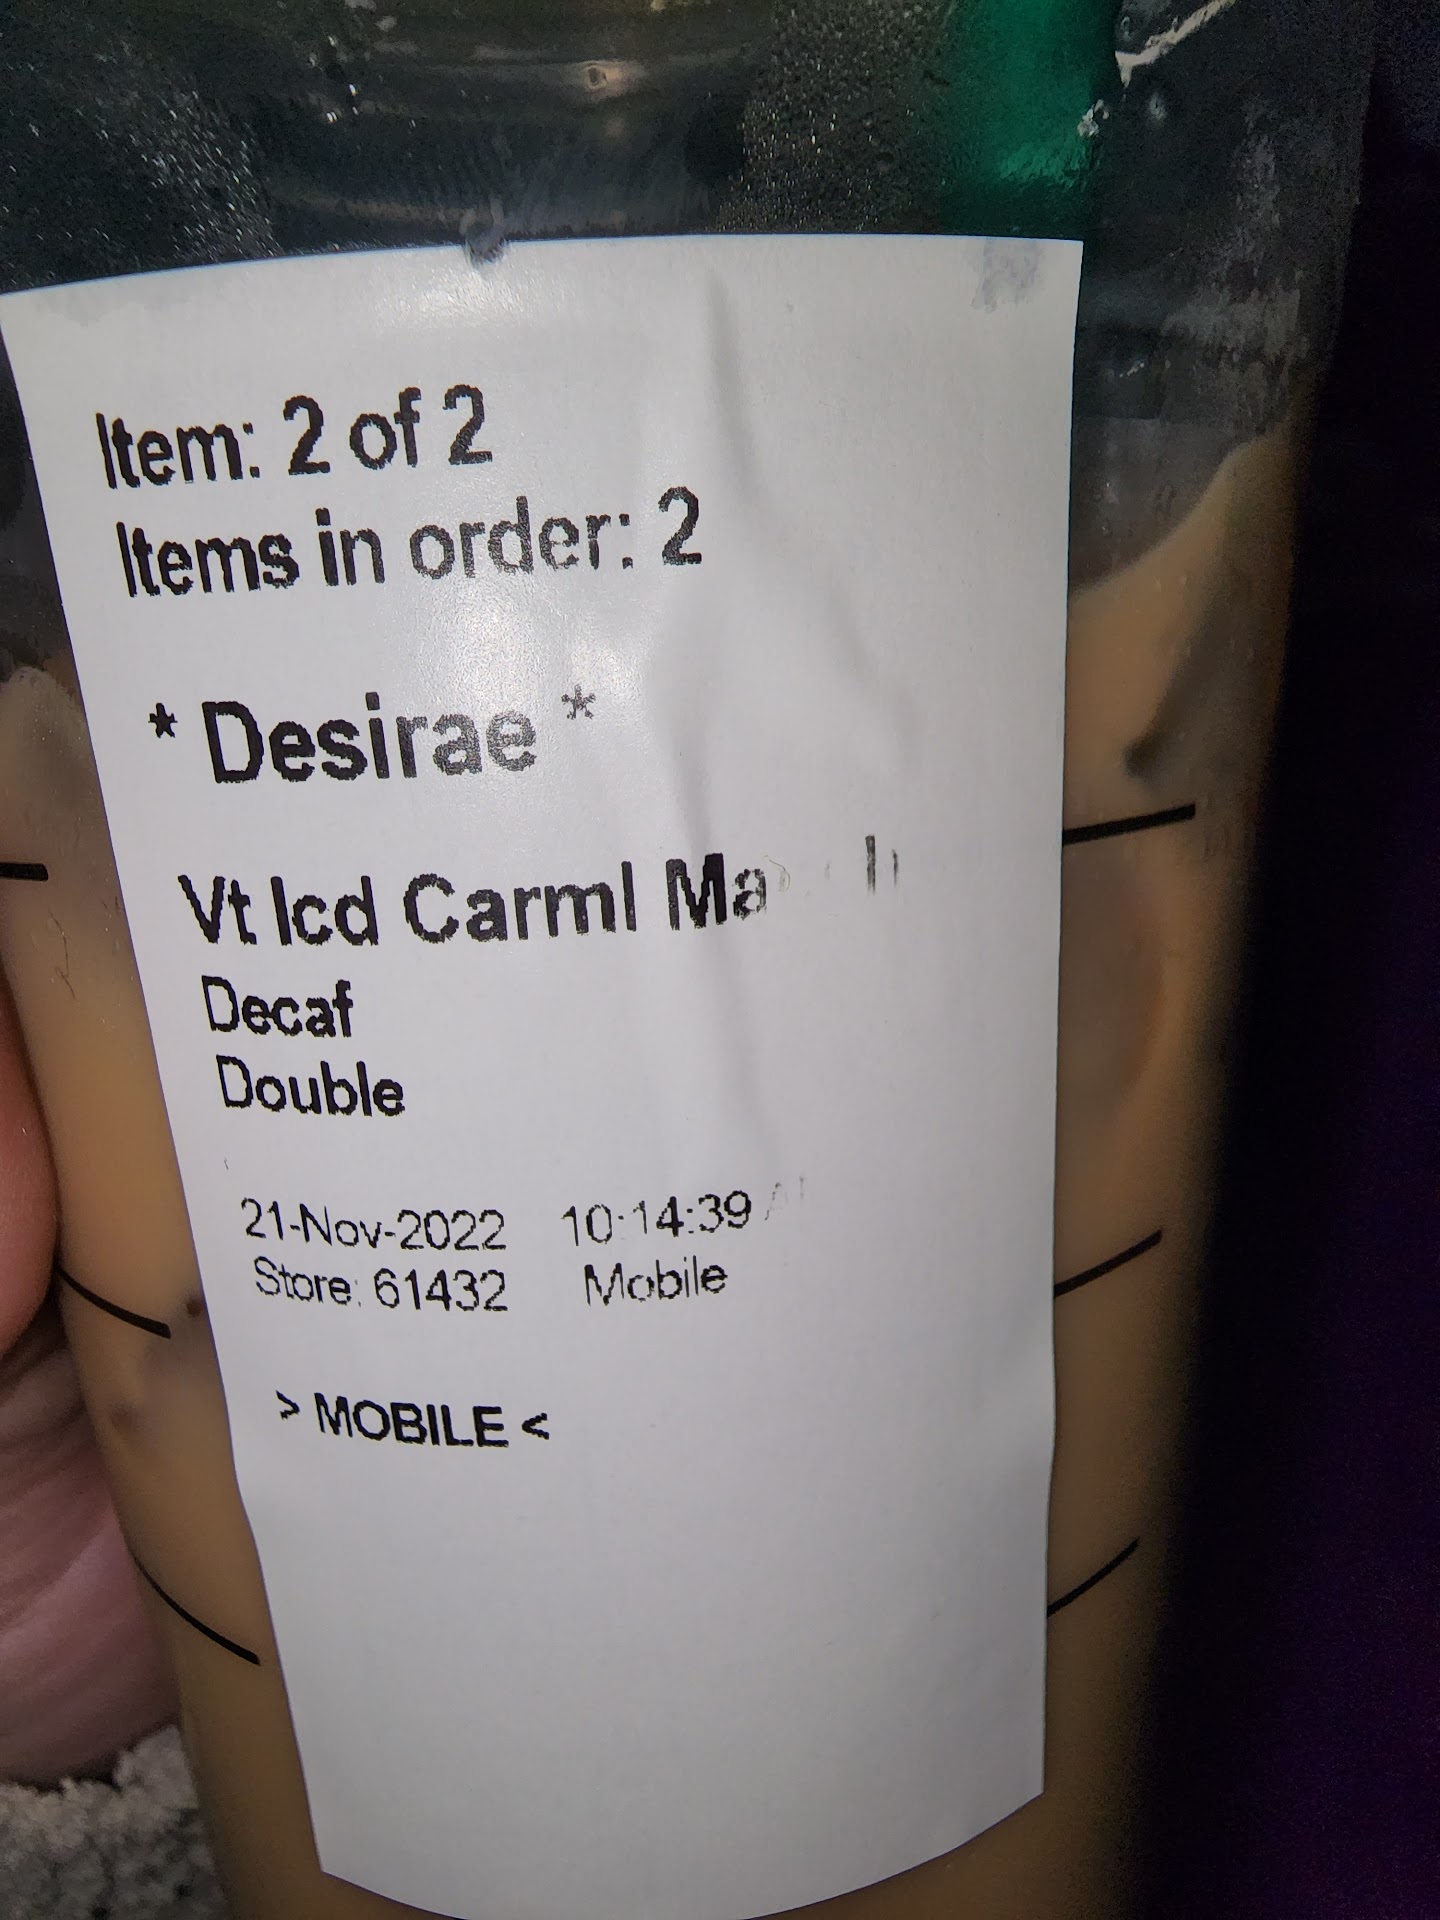 Item: 2 of 2
Items in order: 2
* Desirae *
Vt Icd Carml
Decaf
Double
21-Nov-2022 10:14:39
Store: 61432 Mobile
> MOBILE <